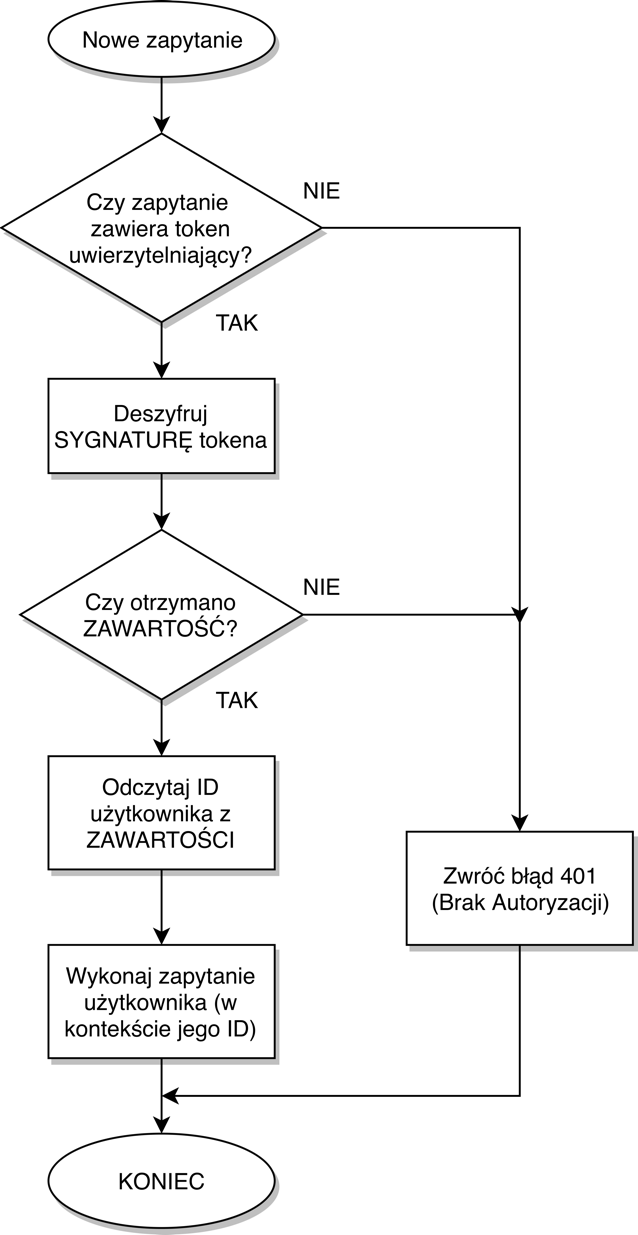 Nowe zapytanie
Czy zapytanie
zawiera token
uwierzytelniający?
NIE
TAK
Deszyfruj
SYGNATURĘ tokena
Czy otrzymano
ZAWARTOŚĆ?
NIE
TAK
Odczytaj ID
użytkownika z
ZAWARTOŚCI
Zwróć błąd 401
(Brak Autoryzacji)
Wykonaj zapytanie
użytkownika (w
kontekście jego ID)
KONIEC